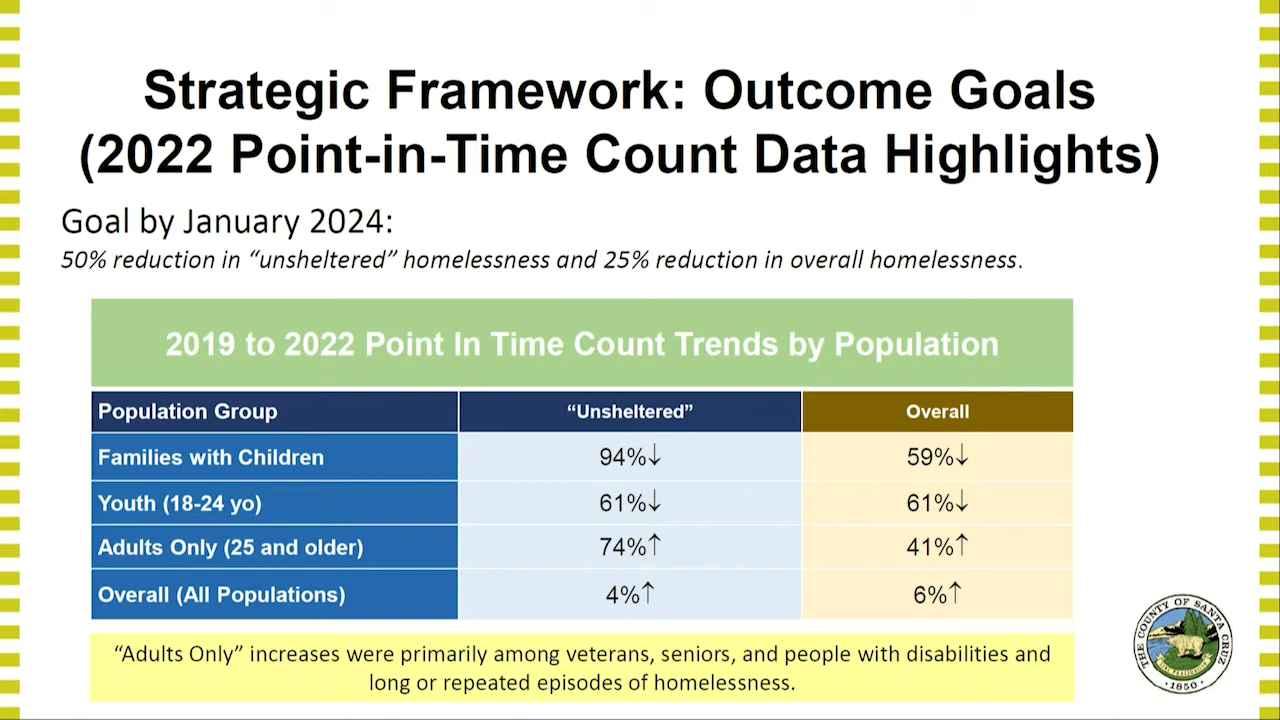 Strategic Framework: Outcome Goals
(2022 Point-in-Time Count Data Highlights)
Goal by January 2024:
50% reduction in “unsheltered” homelessness and 25% reduction in overall homelessness.
2019 to 2022 Point In Time Count Trends by Population
Population Group “Unsheltered” Overall
Families with Children 94%↓ 59%↓
Youth (18-24 yo) 61%↓ 61%↓
Adults Only (25 and older) 74%↑ 41%↑
Overall (All Populations) 4%↑ 6%↑
“Adults Only” increases were primarily among veterans, seniors, and people with disabilities and
long or repeated episodes of homelessness.
THE COUNTY OF SANTA CRUZ
·1850·